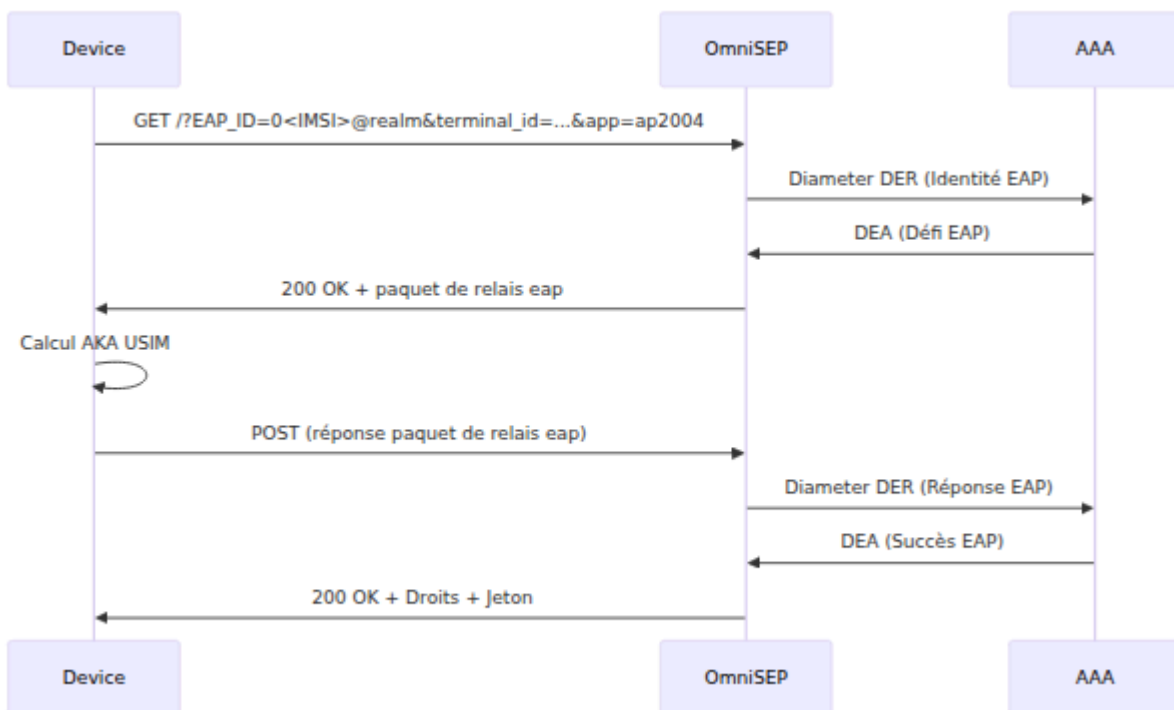 Device
OmniSEP
AAA
GET /?EAP_ID=0<IMSI>@realm&terminal_id=...&app=ap2004
Diameter DER (Identité EAP)
DEA (Défi EAP)
200 OK + paquet de relais eap
Calcul AKA USIM
POST (réponse paquet de relais eap)
Diameter DER (Réponse EAP)
DEA (Succès EAP)
200 OK + Droits + Jeton
Device
OmniSEP
AAA